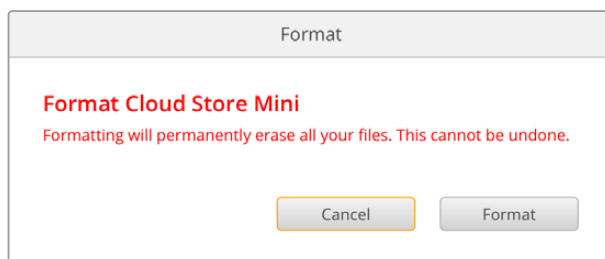 Format
Format Cloud Store Mini
Formatting will permanently erase all your files. This cannot be undone.
Cancel
Format